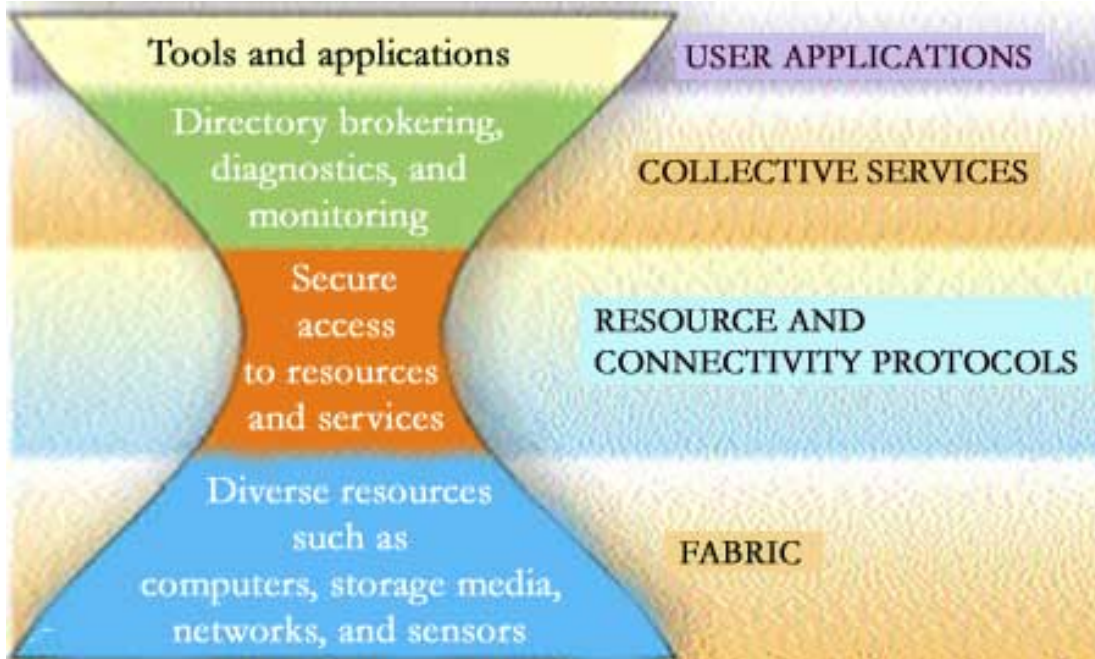 Tools and applications
USER APPLICATIONS
Directory brokering,
diagnostics, and
monitoring
COLLECTIVE SERVICES
Secure
access
to resources
and services
RESOURCE AND
CONNECTIVITY PROTOCOLS
Diverse resources
such as
computers, storage media,
networks, and sensors
FABRIC